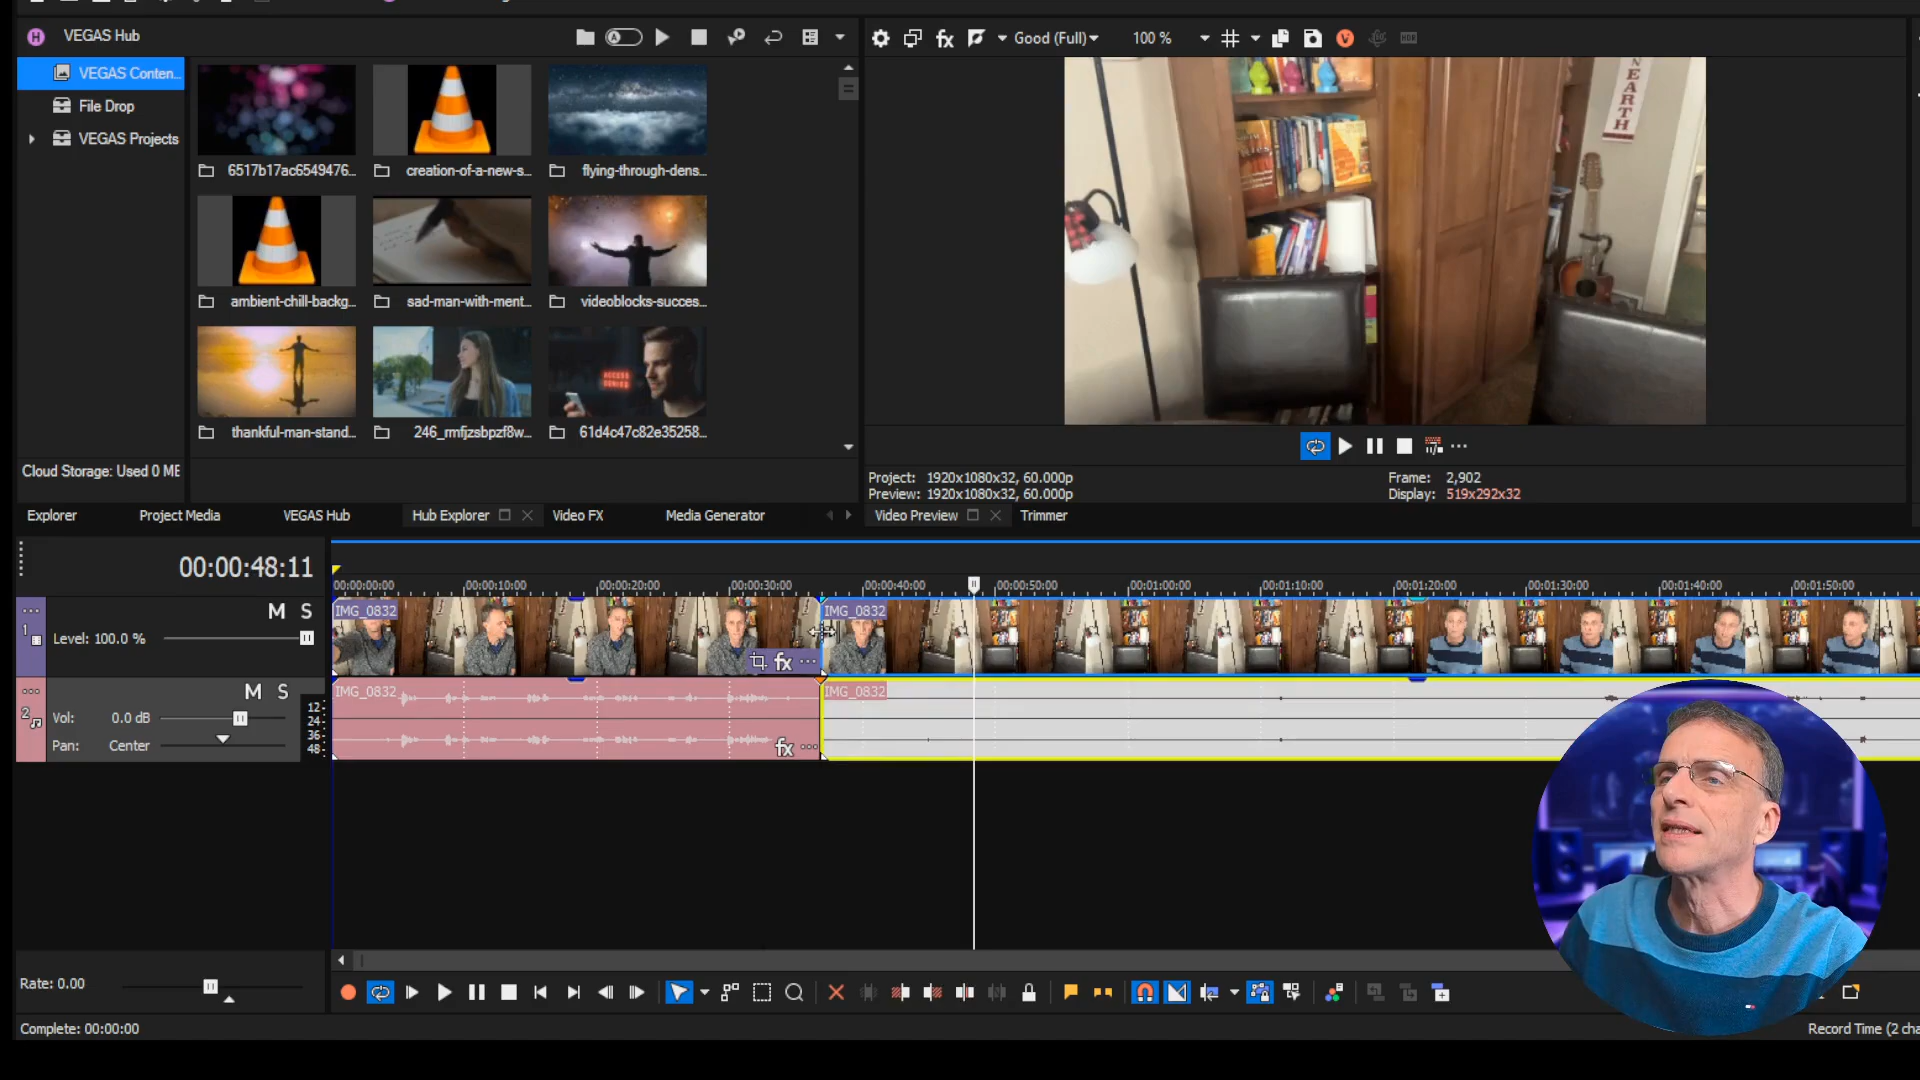 VEGAS Hub
Good (Full)
100 %
VEGAS Conten...
File Drop
VEGAS Projects
6517b17ac6549476...
creation-of-a-new-s...
flying-through-dens...
ambient-chill-backg...
sad-man-with-ment...
videoblocks-succes...
ACCESS
DENIED
thankful-man-stand...
246_rmfjzsbpzf8w...
61d4c47c82e35258...
EARTH
Cloud Storage: Used 0 ME
Project: 1920x1080x32, 60.000p
Frame: 2,902
Preview: 1920x1080x32, 60.000p
Display: 519x292x32
Explorer
Project Media
VEGAS Hub
Hub Explorer
Video FX
Media Generator
Video Preview
Trimmer
00:00:48:11
00:00:00:00
00:00:10:00
00:00:20:00
00:00:30:00
00:00:40:00
00:00:50:00
00:01:00:00
00:01:10:00
00:01:20:00
00:01:30:00
00:01:40:00
00:01:50:00
M S
1
Level: 100.0 %
IMG_0832
IMG_0832
fx
M S
2
Vol: 0.0 dB
Pan: Center
12
24
36
48
IMG_0832
IMG_0832
fx
Rate: 0.00
Complete: 00:00:00
Record Time (2 cha